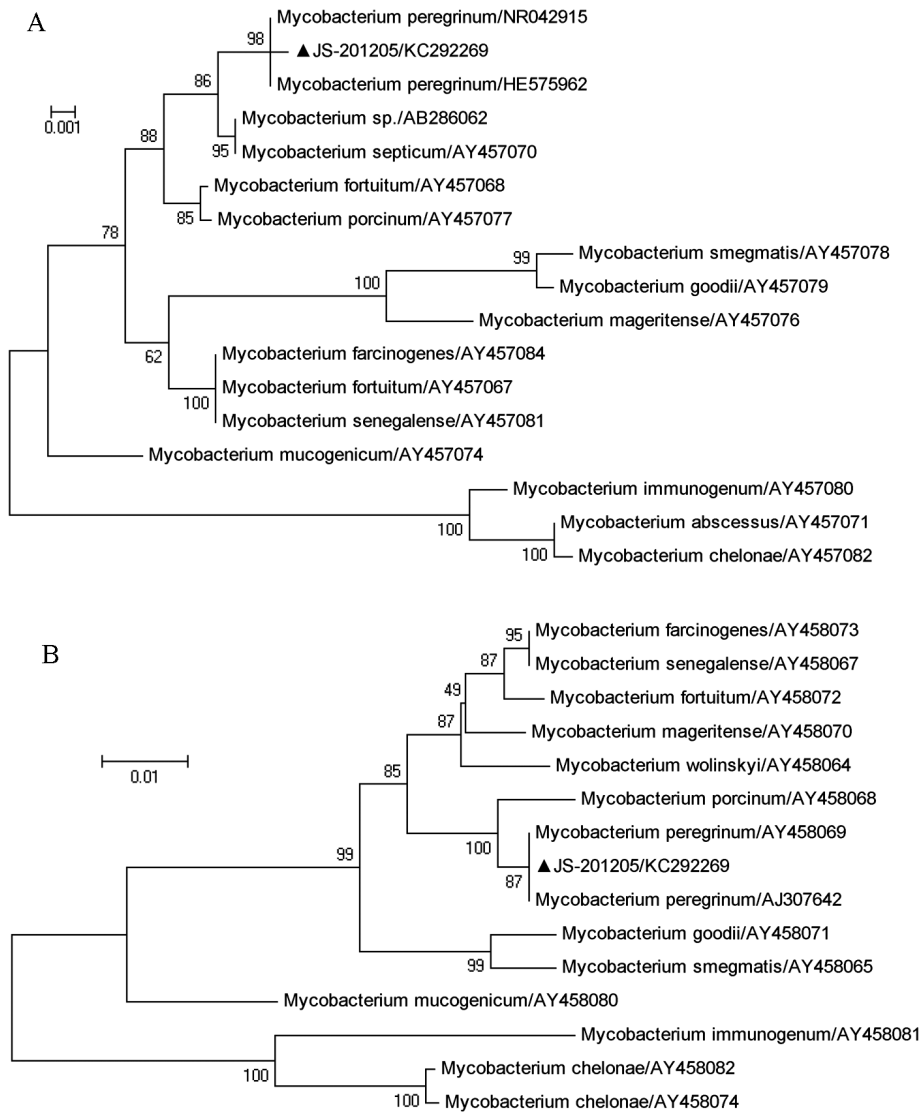 A
Mycobacterium peregrinum/NR042915
98
▲JS-201205/KC292269
86
Mycobacterium peregrinum/HE575962
0.001
Mycobacterium sp./AB286062
88
95
Mycobacterium septicum/AY457070
Mycobacterium fortuitum/AY457068
85
Mycobacterium porcinum/AY457077
78
Mycobacterium smegmatis/AY457078
99
100
Mycobacterium goodii/AY457079
Mycobacterium mageritense/AY457076
62
Mycobacterium farcinogenes/AY457084
Mycobacterium fortuitum/AY457067
100
Mycobacterium senegalense/AY457081
Mycobacterium mucogenicum/AY457074
Mycobacterium immunogenum/AY457080
100
Mycobacterium abscessus/AY457071
100
Mycobacterium chelonae/AY457082
B
Mycobacterium farcinogenes/AY458073
95
87
Mycobacterium senegalense/AY458067
49
Mycobacterium fortuitum/AY458072
87
Mycobacterium mageritense/AY458070
0.01
85
Mycobacterium wolinskyi/AY458064
Mycobacterium porcinum/AY458068
100
Mycobacterium peregrinum/AY458069
99
▲JS-201205/KC292269
87
Mycobacterium peregrinum/AJ307642
Mycobacterium goodii/AY458071
99
Mycobacterium smegmatis/AY458065
Mycobacterium mucogenicum/AY458080
Mycobacterium immunogenum/AY458081
100
Mycobacterium chelonae/AY458082
100
Mycobacterium chelonae/AY458074